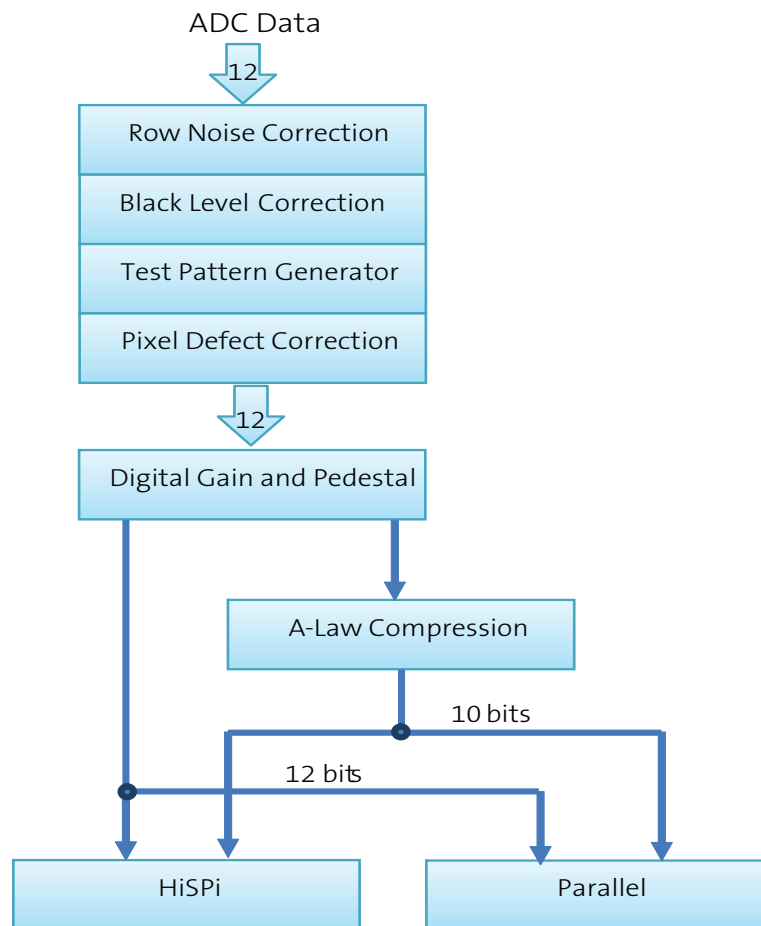 ADC Data
12
Row Noise Correction
Black Level Correction
Test Pattern Generator
Pixel Defect Correction
12
Digital Gain and Pedestal
A-Law Compression
10 bits
12 bits
HiSPi
Parallel